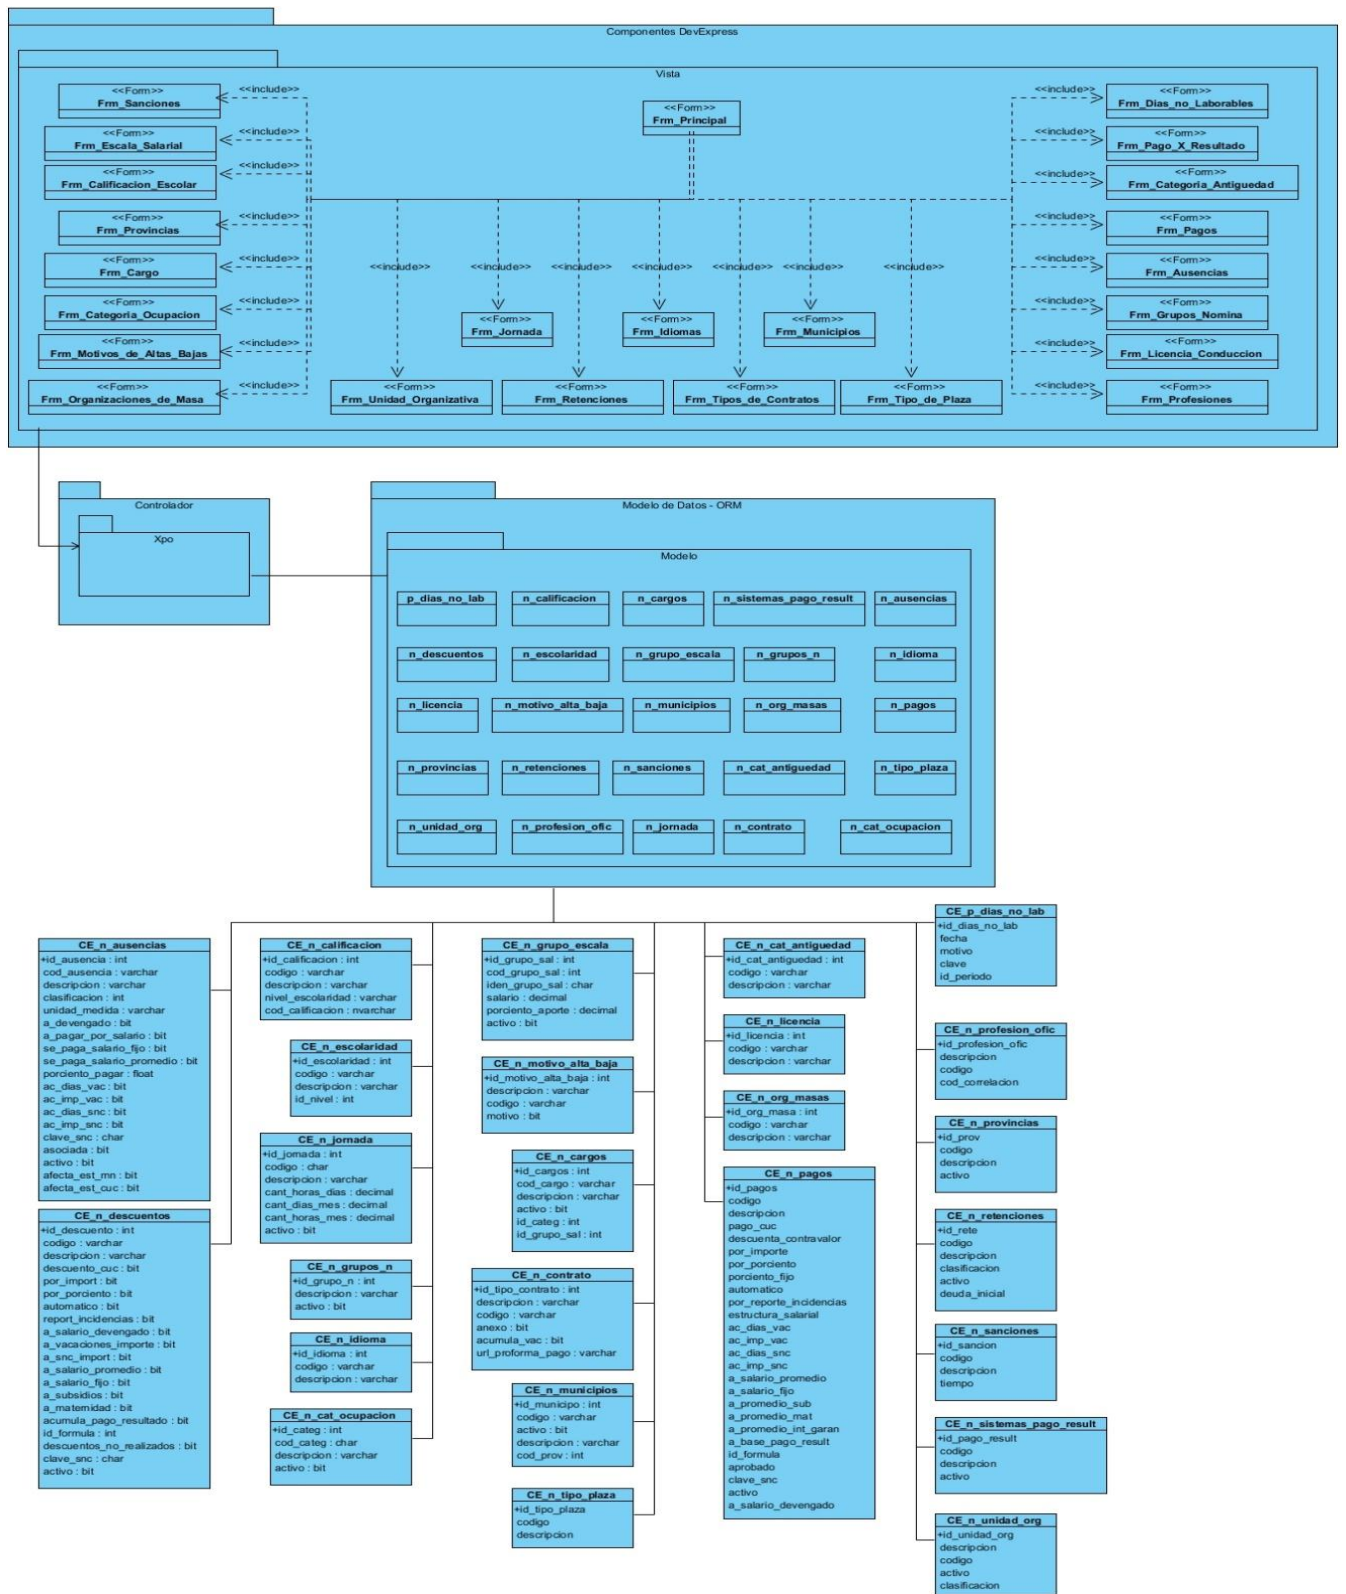 Componentes DevExpress
Vista
<<Form>>
Frm_Sanciones
<<include>>
<<Form>>
Frm_Escala_Salarial
<<include>>
<<Form>>
Frm_Calificacion_Escolar
<<include>>
<<Form>>
Frm_Provincias
<<include>>
<<Form>>
Frm_Cargo
<<include>>
<<Form>>
Frm_Categoria_Ocupacion
<<include>>
<<Form>>
Frm_Motivos_de_Altas_Bajas
<<include>>
<<Form>>
Frm_Organizaciones_de_Masa
<<include>>
<<Form>>
Frm_Principal
<<include>>
<<include>>
<<include>>
<<include>>
<<include>>
<<include>>
<<include>>
<<Form>>
Frm_Jornada
<<Form>>
Frm_Idiomas
<<Form>>
Frm_Municipios
<<Form>>
Frm_Unidad_Organizativa
<<Form>>
Frm_Retenciones
<<Form>>
Frm_Tipos_de_Contratos
<<Form>>
Frm_Tipo_de_Plaza
<<include>>
<<Form>>
Frm_Dias_no_Laborables
<<include>>
<<Form>>
Frm_Pago_X_Resultado
<<include>>
<<Form>>
Frm_Categoria_Antiguedad
<<include>>
<<Form>>
Frm_Pagos
<<include>>
<<Form>>
Frm_Ausencias
<<include>>
<<Form>>
Frm_Grupos_Nomina
<<include>>
<<Form>>
Frm_Licencia_Conduccion
<<include>>
<<Form>>
Frm_Profesiones
Controlador
Xpo
Modelo de Datos - ORM
Modelo
p_dias_no_lab
n_calificacion
n_cargos
n_sistemas_pago_result
n_ausencias
n_descuentos
n_escolaridad
n_grupo_escala
n_grupos_n
n_idioma
n_licencia
n_motivo_alta_baja
n_municipios
n_org_masas
n_pagos
n_provincias
n_retenciones
n_sanciones
n_cat_antiguedad
n_tipo_plaza
n_unidad_org
n_profesion_ofic
n_jornada
n_contrato
n_cat_ocupacion
CE_n_ausencias
+id_ausencia : int
cod_ausencia : varchar
descripcion : varchar
clasificacion : int
unidad_medida : varchar
a_devengado : bit
a_pagar_por_salario : bit
se_paga_salario_fijo : bit
se_paga_salario_promedio : bit
porciento_pagar : float
ac_dias_vac : bit
ac_imp_vac : bit
ac_dias_snc : bit
ac_imp_snc : bit
clave_snc : char
asociada : bit
activo : bit
afecta_est_mn : bit
afecta_est_cuc : bit
CE_n_descuentos
+id_descuento : int
codigo : varchar
descripcion : varchar
descuento_cuc : bit
por_import : bit
por_porciento : bit
automatico : bit
report_incidencias : bit
a_salario_devengado : bit
a_vacaciones_importe : bit
a_snc_import : bit
a_salario_promedio : bit
a_salario_fijo : bit
a_subsidios : bit
a_maternidad : bit
acumula_pago_resultado : bit
id_formula : int
descuentos_no_realizados : bit
clave_snc : char
activo : bit
CE_n_calificacion
+id_calificacion : int
codigo : varchar
descripcion : varchar
nivel_escolaridad : varchar
cod_calificacion : nvarchar
CE_n_escolaridad
+id_escolaridad : int
codigo : varchar
descripcion : varchar
id_nivel : int
CE_n_jornada
+id_jornada : int
codigo : char
descripcion : varchar
cant_horas_dias : decimal
cant_dias_mes : decimal
cant_horas_mes : decimal
activo : bit
CE_n_grupos_n
+id_grupo_n : int
descripcion : varchar
activo : bit
CE_n_idioma
+id_idioma : int
codigo : varchar
descripcion : varchar
CE_n_cat_ocupacion
+id_categ : int
cod_categ : char
descripcion : varchar
activo : bit
CE_n_grupo_escala
+id_grupo_sal : int
cod_grupo_sal : int
iden_grupo_sal : char
salario : decimal
porciento_aporte : decimal
activo : bit
CE_n_motivo_alta_baja
+id_motivo_alta_baja : int
descripcion : varchar
codigo : varchar
motivo : bit
CE_n_cargos
+id_cargos : int
cod_cargo : varchar
descripcion : varchar
activo : bit
id_categ : int
id_grupo_sal : int
CE_n_contrato
+id_tipo_contrato : int
descripcion : varchar
codigo : varchar
anexo : bit
acumula_vac : bit
url_proforma_pago : varchar
CE_n_municipios
+id_municipo : int
codigo : varchar
activo : bit
descripcion : varchar
cod_prov : int
CE_n_tipo_plaza
+id_tipo_plaza
codigo
descripcion
CE_n_cat_antiguedad
+id_cat_antiguedad : int
codigo : varchar
descripcion : varchar
CE_n_licencia
+id_licencia : int
codigo : varchar
descripcion : varchar
CE_n_org_masas
+id_org_masa : int
codigo : varchar
descripcion : varchar
CE_n_pagos
+id_pagos
codigo
descripcion
pago_cuc
descuenta_contravalor
por_importe
por_porciento
porciento_fijo
automatico
por_reporte_incidencias
estructura_salarial
ac_dias_vac
ac_imp_vac
ac_dias_snc
ac_imp_snc
a_salario_promedio
a_salario_fijo
a_promedio_sub
a_promedio_mat
a_promedio_int_garan
a_base_pago_result
id_formula
aprobado
clave_snc
activo
a_salario_devengado
CE_p_dias_no_lab
+id_dias_no_lab
fecha
motivo
clave
id_periodo
CE_n_profesion_ofic
+id_profesion_ofic
descripcion
codigo
cod_correlacion
CE_n_provincias
+id_prov
codigo
descripcion
activo
CE_n_retenciones
+id_rete
codigo
descripcion
clasificacion
activo
deuda_inicial
CE_n_sanciones
+id_sancion
codigo
descripcion
tiempo
CE_n_sistemas_pago_result
+id_pago_result
codigo
descripcion
activo
CE_n_unidad_org
+id_unidad_org
descripcion
codigo
activo
clasificacion